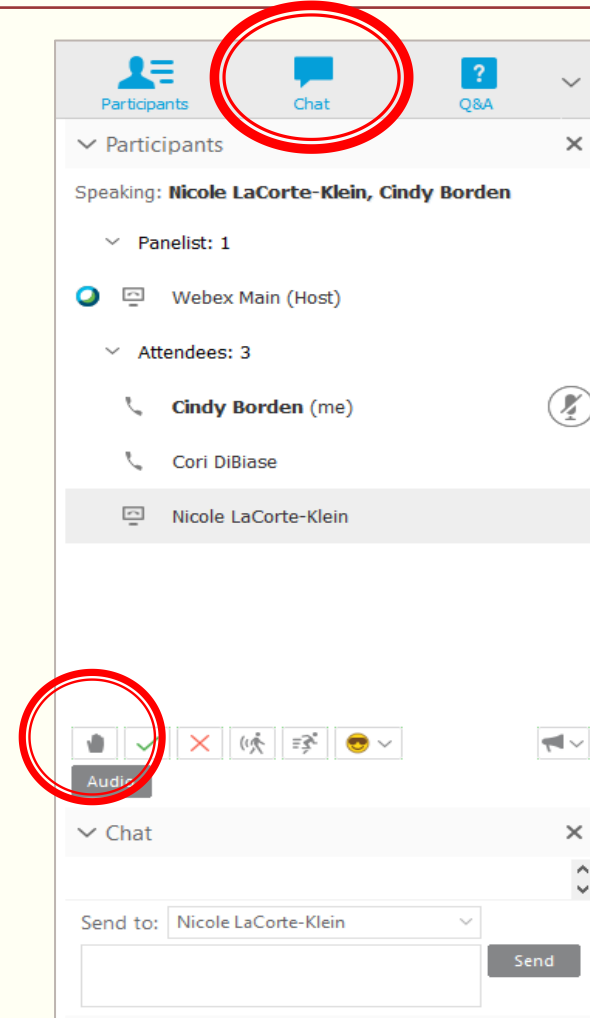 Participants Chat Q&A
Participants
Speaking: Nicole LaCorte-Klein, Cindy Borden
Panelist: 1
Webex Main (Host)
Attendees: 3
Cindy Borden (me)
Cori DiBiase
Nicole LaCorte-Klein
Audio
Chat
Send to: Nicole LaCorte-Klein
Send